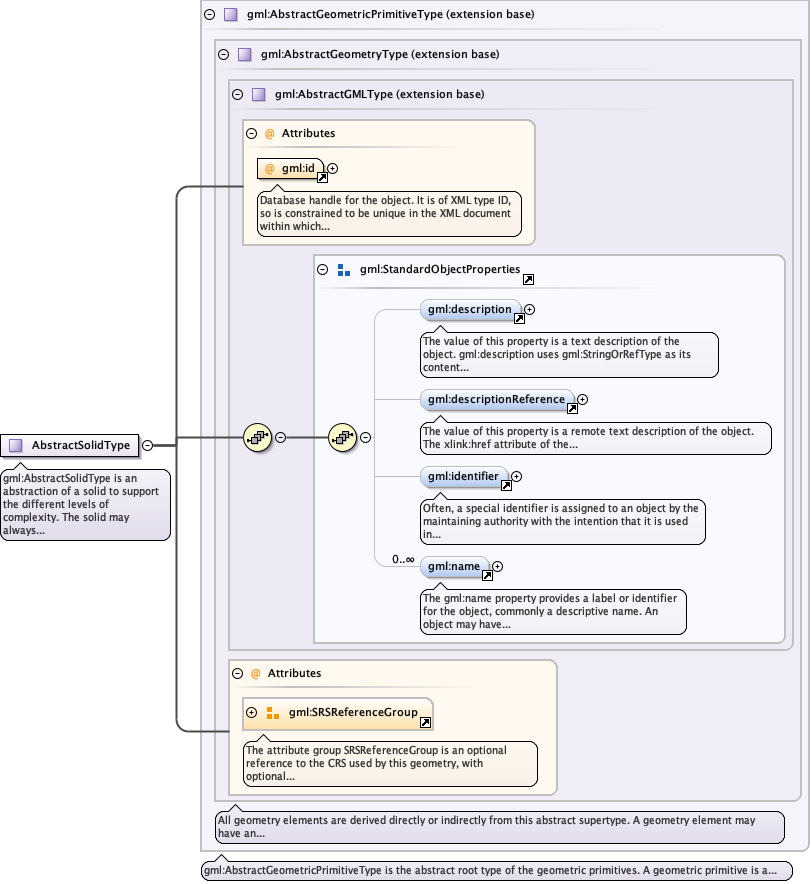 gml:AbstractGeometricPrimitiveType (extension base)
gml:AbstractGeometryType (extension base)
gml:AbstractGMLType (extension base)
@ Attributes
@ gml:id
Database handle for the object. It is of XML type ID,
so is constrained to be unique in the XML document
within which...
gml:StandardObjectProperties
gml:description
The value of this property is a text description of the
object. gml:description uses gml:StringOrRefType as its
content...
gml:descriptionReference
The value of this property is a remote text description of the object.
The xlink:href attribute of the...
AbstractSolidType
gml:AbstractSolidType is an
abstraction of a solid to support
the different levels of
complexity. The solid may
always...
gml:identifier
Often, a special identifier is assigned to an object by the
maintaining authority with the intention that it is used
in...
0..∞
gml:name
The gml:name property provides a label or identifier
for the object, commonly a descriptive name. An
object may have...
@ Attributes
gml:SRSReferenceGroup
The attribute group SRSReferenceGroup is an optional
reference to the CRS used by this geometry, with
optional...
All geometry elements are derived directly or indirectly from this abstract supertype. A geometry element may
have an...
gml:AbstractGeometricPrimitiveType is the abstract root type of the geometric primitives. A geometric primitive is a...